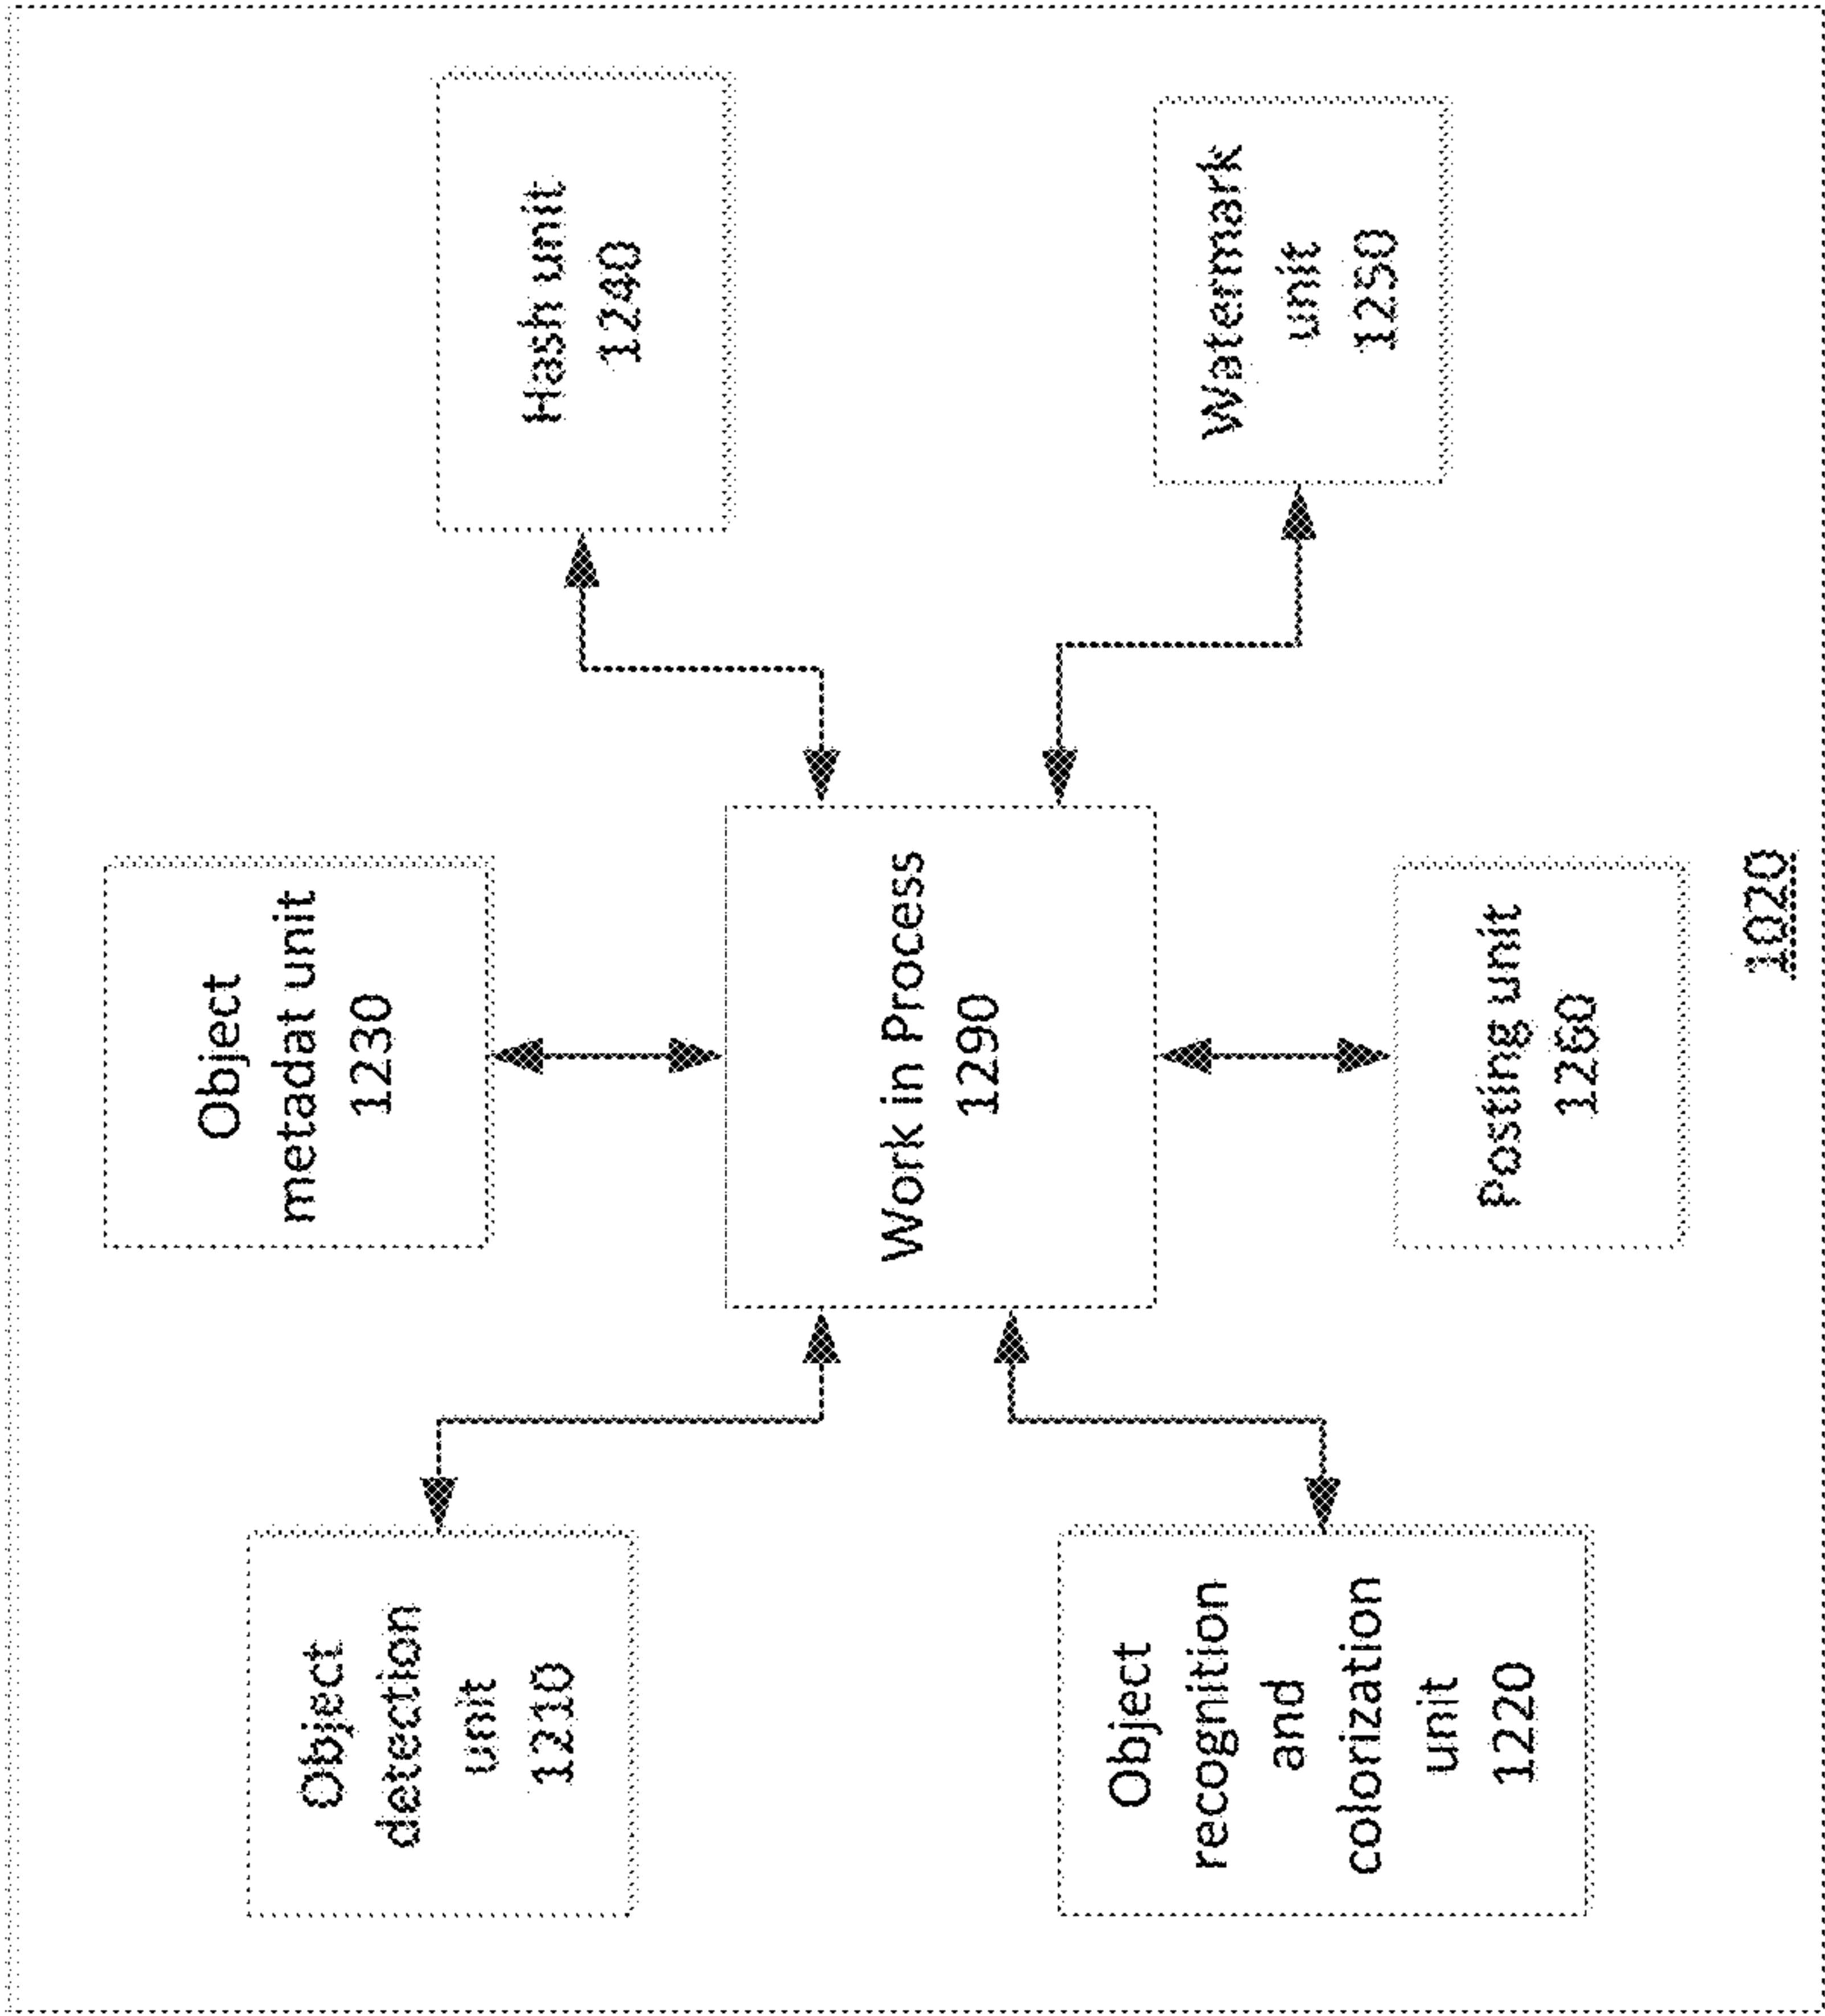 Object
detection
unit
1210
Object
recognition
and
colorization
unit
1220
Object
metadat unit
1230
Work in Process
1290
Posting unit
1260
Hash unit
1240
Watermark
unit
1250
1020